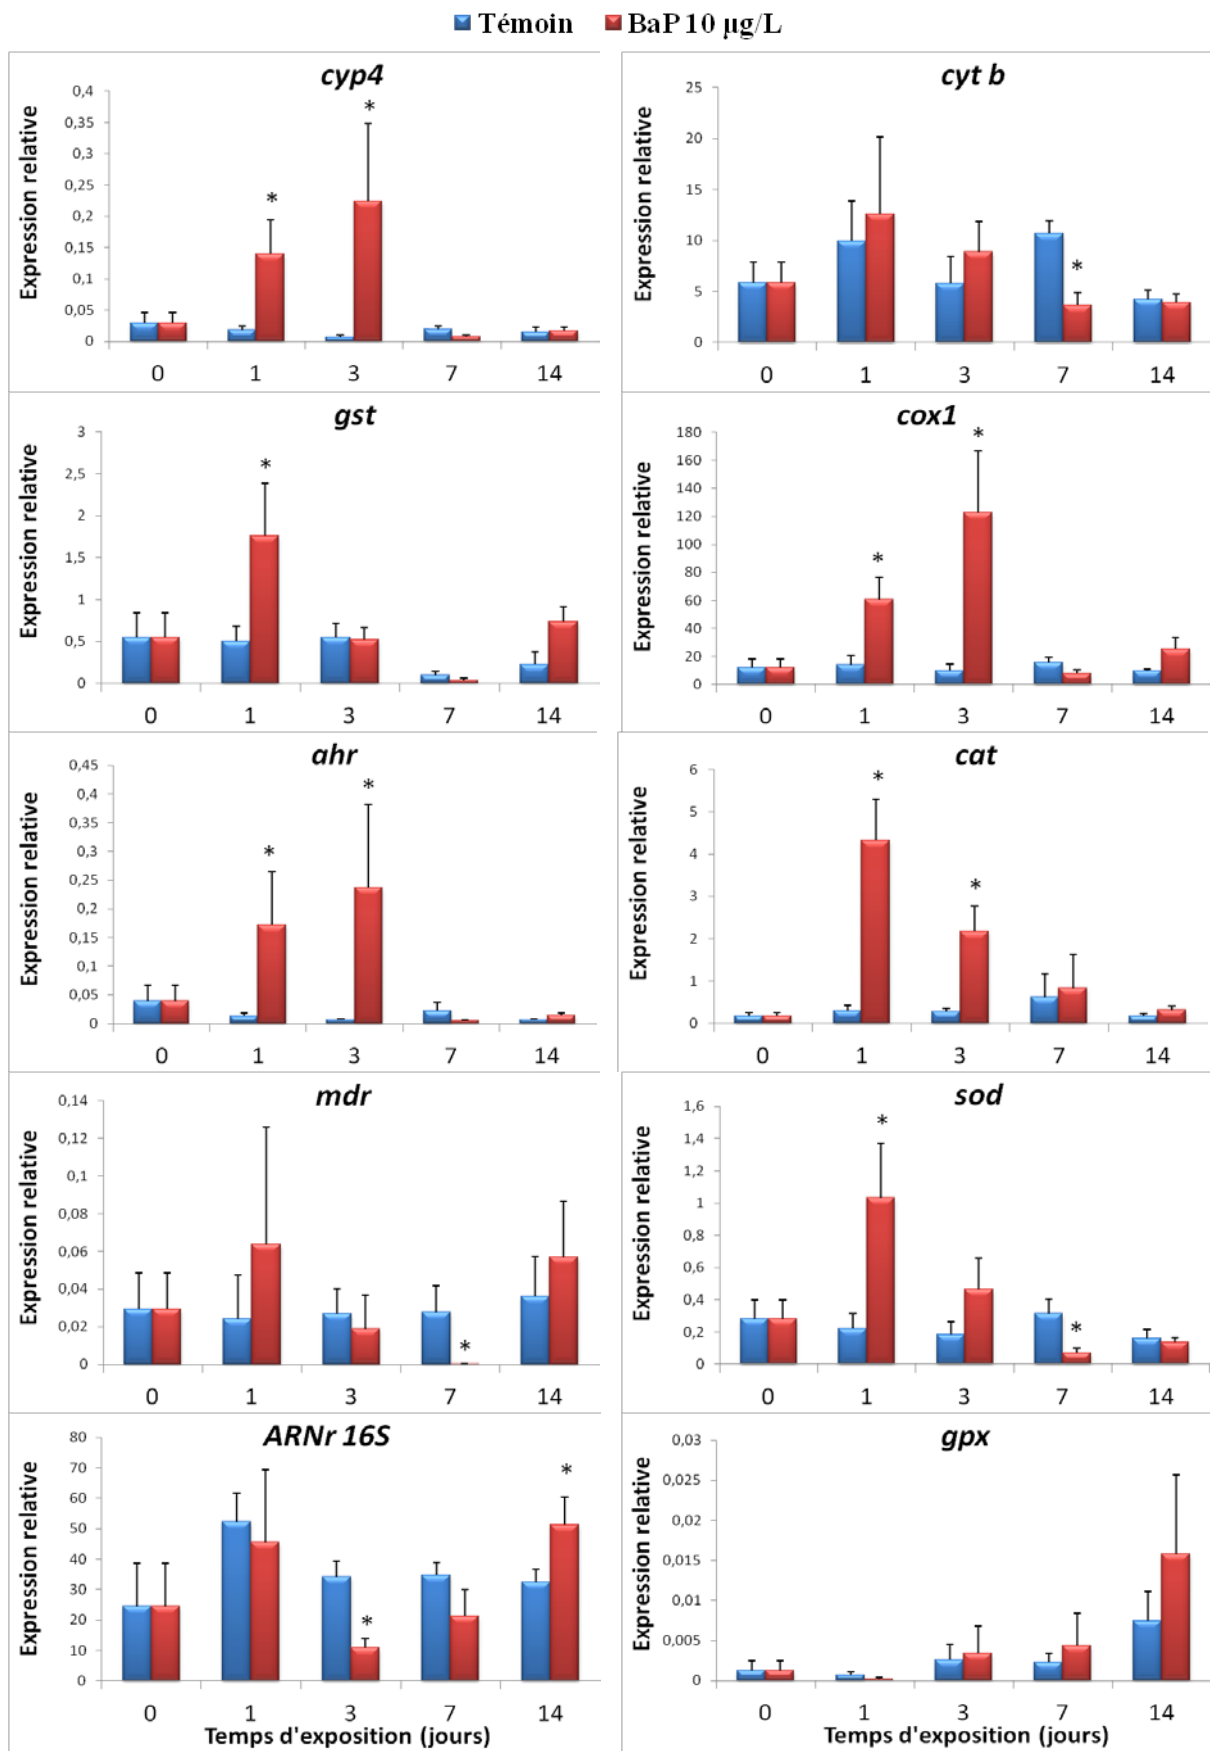 Témoin BaP 10 µg/L
cyp4
Expression relative
0,4
0,35
0,3
0,25
0,2
0,15
0,1
0,05
0
* *
0 1 3 7 14
cyt b
Expression relative
25
20
15
10
5
0
*
0 1 3 7 14
gst
Expression relative
3
2,5
2
1,5
1
0,5
0
*
0 1 3 7 14
cox1
Expression relative
180
160
140
120
100
80
60
40
20
0
* *
0 1 3 7 14
ahr
Expression relative
0,45
0,4
0,35
0,3
0,25
0,2
0,15
0,1
0,05
0
* *
0 1 3 7 14
cat
Expression relative
6
5
4
3
2
1
0
* *
0 1 3 7 14
mdr
Expression relative
0,14
0,12
0,1
0,08
0,06
0,04
0,02
0
*
0 1 3 7 14
sod
Expression relative
1,6
1,4
1,2
1
0,8
0,6
0,4
0,2
0
* *
0 1 3 7 14
ARNr 16S
Expression relative
80
70
60
50
40
30
20
10
0
* *
0 1 3 7 14
Temps d'exposition (jours)
gpx
Expression relative
0,03
0,025
0,02
0,015
0,01
0,005
0
0 1 3 7 14
Temps d'exposition (jours)